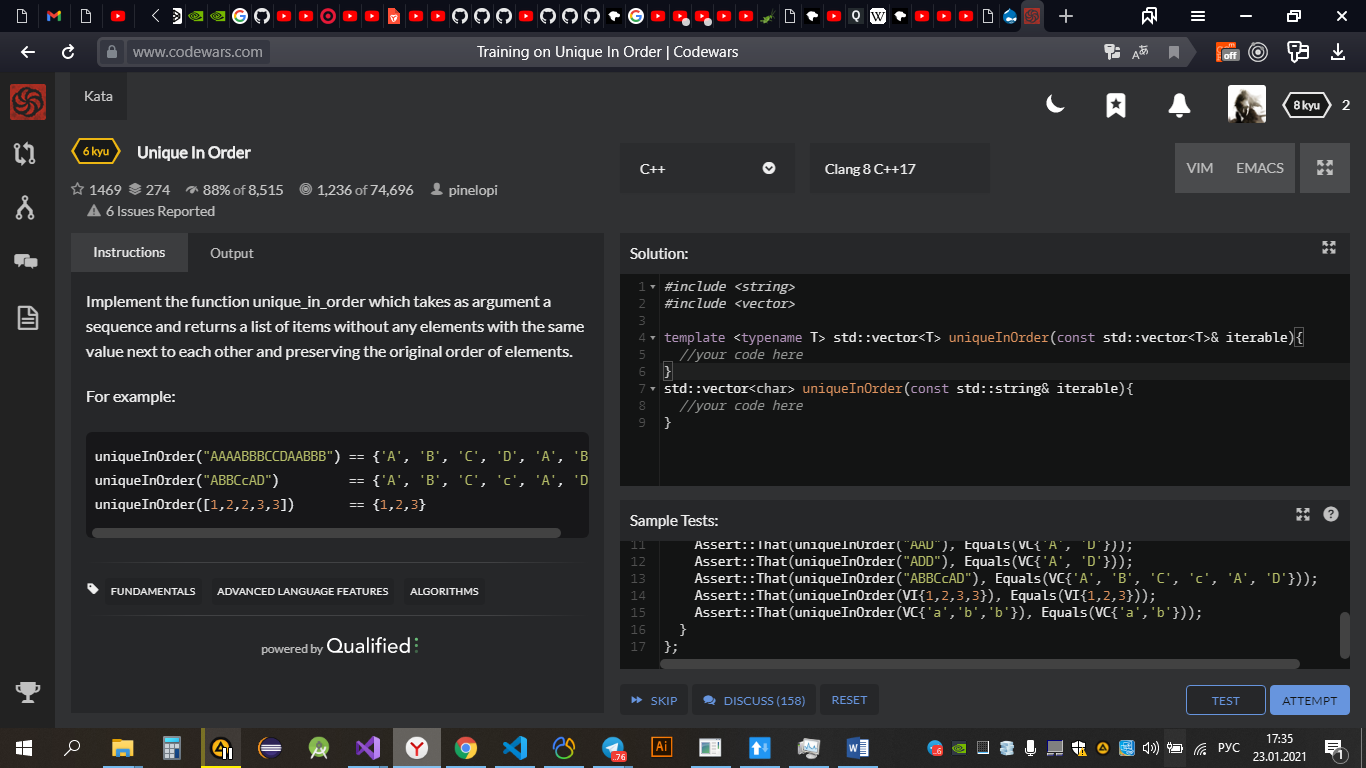 www.codewars.com
Training on Unique In Order | Codewars
off
Kata
8 kyu 2
6 kyu Unique In Order
1469 274 88% of 8,515 1,236 of 74,696 pinelopi
6 Issues Reported
C++
Clang 8 C++17
VIM EMACS
Instructions Output
Implement the function unique_in_order which takes as argument a
sequence and returns a list of items without any elements with the same
value next to each other and preserving the original order of elements.
For example:
uniqueInOrder("AAAABBBCCDAABBB") == {'A', 'B', 'C', 'D', 'A', 'B
uniqueInOrder("ABBCcAD")         == {'A', 'B', 'C', 'c', 'A', 'D
uniqueInOrder([1,2,2,3,3])       == {1,2,3}
FUNDAMENTALS ADVANCED LANGUAGE FEATURES ALGORITHMS
powered by Qualified
Solution:
1 #include <string>
2 #include <vector>
3
4 template <typename T> std::vector<T> uniqueInOrder(const std::vector<T>& iterable){
5   //your code here
6 }
7 std::vector<char> uniqueInOrder(const std::string& iterable){
8   //your code here
9 }
Sample Tests:
11 Assert::That(uniqueInOrder("AAD"), Equals(VC{'A', 'D'}));
12 Assert::That(uniqueInOrder("ADD"), Equals(VC{'A', 'D'}));
13 Assert::That(uniqueInOrder("ABBCcAD"), Equals(VC{'A', 'B', 'C', 'c', 'A', 'D'}));
14 Assert::That(uniqueInOrder(VI{1,2,3,3}), Equals(VI{1,2,3}));
15 Assert::That(uniqueInOrder(VC{'a','b','b'}), Equals(VC{'a','b'}));
16 }
17 };
SKIP DISCUSS (158) RESET
TEST ATTEMPT
76
Ai
РУС
17:35
23.01.2021
1